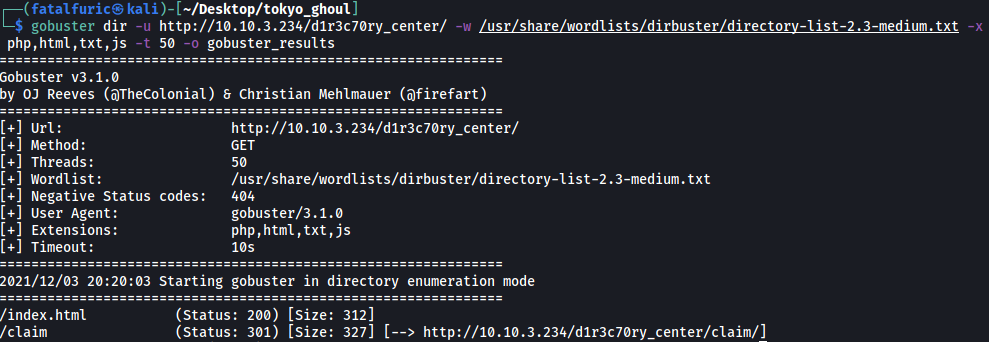 ┌──(fatalfuric㉿kali)-[~/Desktop/tokyo_ghoul]
└─$ gobuster dir -u http://10.10.3.234/d1r3c70ry_center/ -w /usr/share/wordlists/dirbuster/directory-list-2.3-medium.txt -x
php,html,txt,js -t 50 -o gobuster_results
===============================================================
Gobuster v3.1.0
by OJ Reeves (@TheColonial) & Christian Mehlmauer (@firefart)
===============================================================
[+] Url:                     http://10.10.3.234/d1r3c70ry_center/
[+] Method:                  GET
[+] Threads:                 50
[+] Wordlist:                /usr/share/wordlists/dirbuster/directory-list-2.3-medium.txt
[+] Negative Status codes:   404
[+] User Agent:              gobuster/3.1.0
[+] Extensions:              php,html,txt,js
[+] Timeout:                 10s
===============================================================
2021/12/03 20:20:03 Starting gobuster in directory enumeration mode
===============================================================
/index.html           (Status: 200) [Size: 312]
/claim                (Status: 301) [Size: 327] [--> http://10.10.3.234/d1r3c70ry_center/claim/]